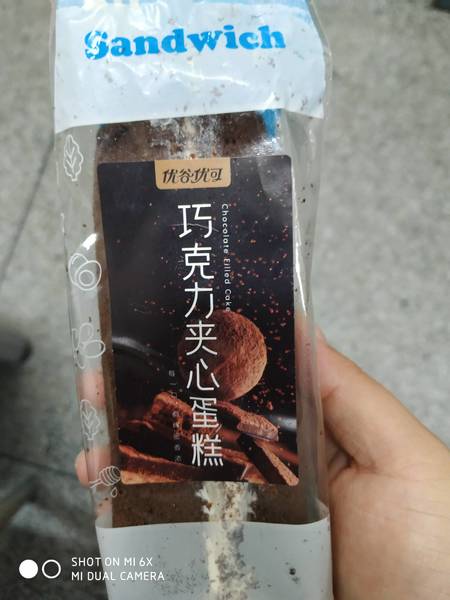 Sandwich
优谷优可
巧克力夹心蛋糕
Chocolate Filled Cake
SHOT ON MI 6X
MI DUAL CAMERA